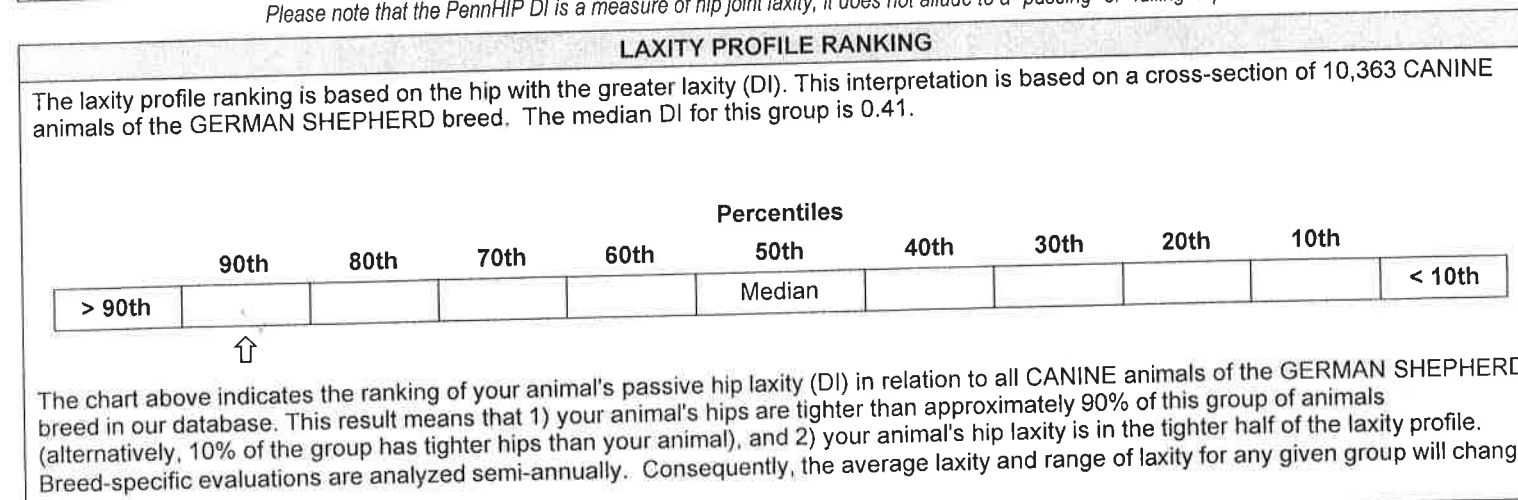 Please note that the PennHIP DI is a measure of hip joint laxity, it does not allude to a
LAXITY PROFILE RANKING
The laxity profile ranking is based on the hip with the greater laxity (DI). This interpretation is based on a cross-section of 10,363 CANINE
animals of the GERMAN SHEPHERD breed. The median DI for this group is 0.41.
Percentiles
90th 80th 70th 60th 50th 40th 30th 20th 10th
> 90th Median < 10th
The chart above indicates the ranking of your animal's passive hip laxity (DI) in relation to all CANINE animals of the GERMAN SHEPHERD
breed in our database. This result means that 1) your animal's hips are tighter than approximately 90% of this group of animals
(alternatively, 10% of the group has tighter hips than your animal), and 2) your animal's hip laxity is in the tighter half of the laxity profile.
Breed-specific evaluations are analyzed semi-annually. Consequently, the average laxity and range of laxity for any given group will chang